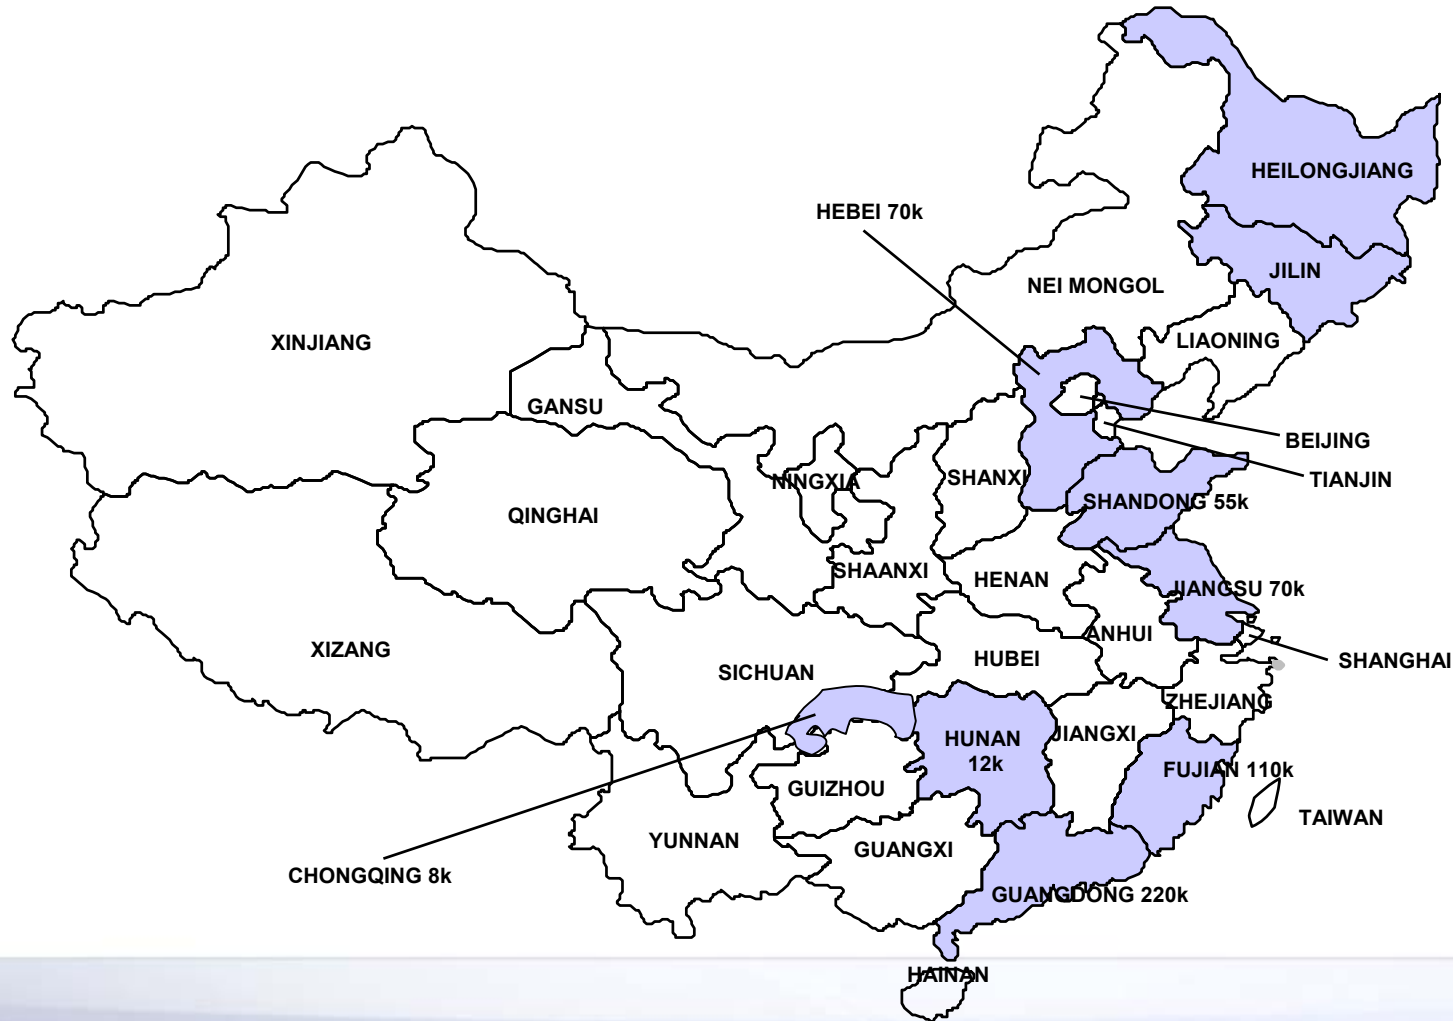 HEILONGJIANG
HEBEI 70k
JILIN
NEI MONGOL
XINJIANG
LIAONING
GANSU
BEIJING
NINGXIA
SHANXI
TIANJIN
SHANDONG 55k
QINGHAI
SHAANXI
HENAN
JIANGSU 70k
ANHUI
XIZANG
HUBEI
SHANGHAI
SICHUAN
ZHEJIANG
HUNAN
12k
JIANGXI
FUJIAN 110k
GUIZHOU
TAIWAN
YUNNAN
GUANGXI
CHONGQING 8k
GUANGDONG 220k
HAINAN